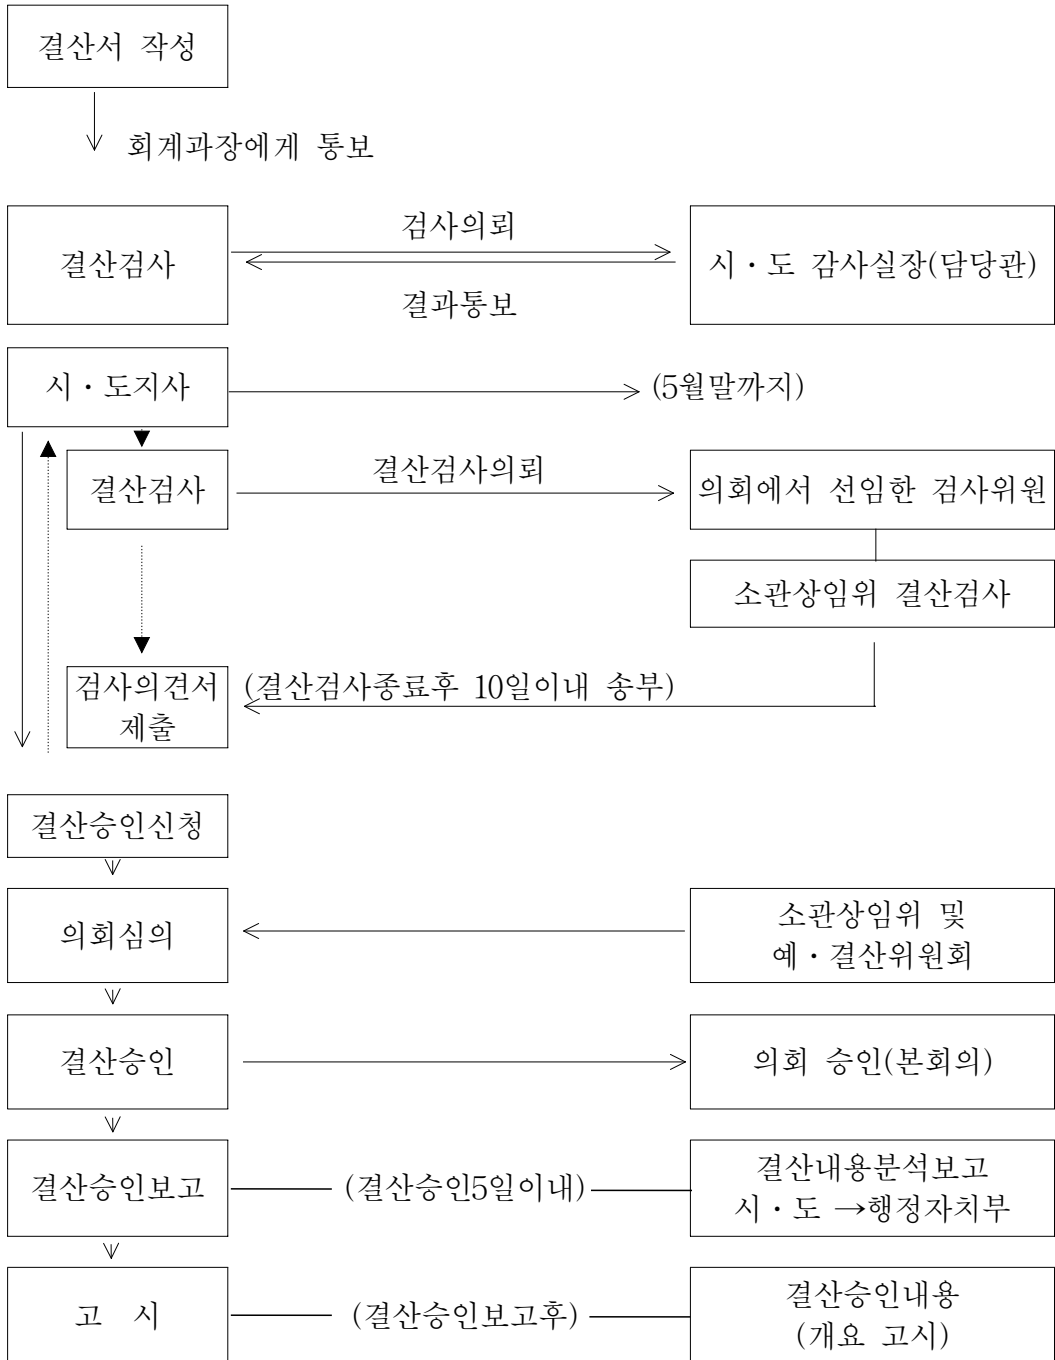 결산서 작성
회계과장에게 통보
검사의뢰
결산검사
시・도 감사실장(담당관)
결과통보
시・도지사
(5월말까지)
결산검사의뢰
결산검사
의회에서 선임한 검사위원
소관상임위 결산검사
검사의견서
제출
(결산검사종료후 10일이내 송부)
결산승인신청
의회심의
소관상임위 및
예・결산위원회
결산승인
의회 승인(본회의)
결산승인보고
(결산승인5일이내)
결산내용분석보고
시・도 →행정자치부
고 시
(결산승인보고후)
결산승인내용
(개요 고시)